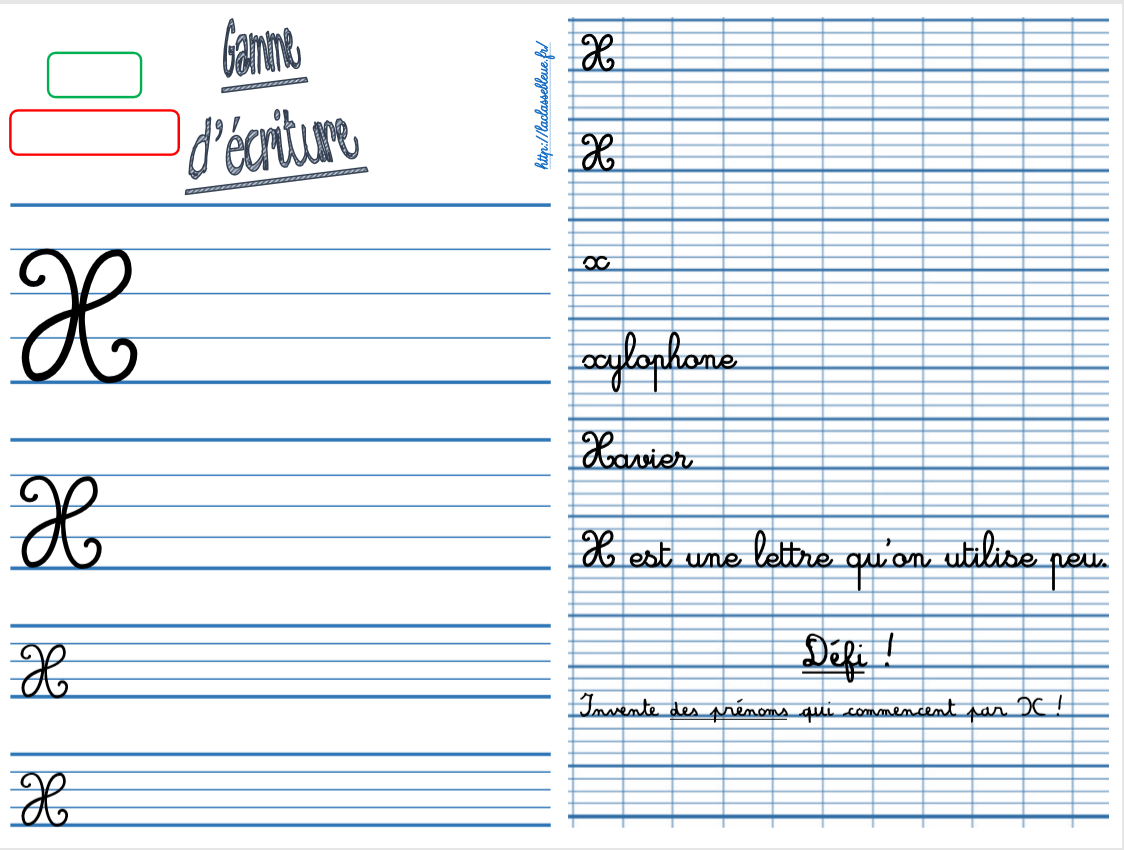 Gamme
d'écriture
http://laclassebleue.fr/
X
X
X
X
X
X
x
xylophone
Xavier
X est une lettre qu'on utilise peu.
Défi !
Invente des prénoms qui commencent par X !